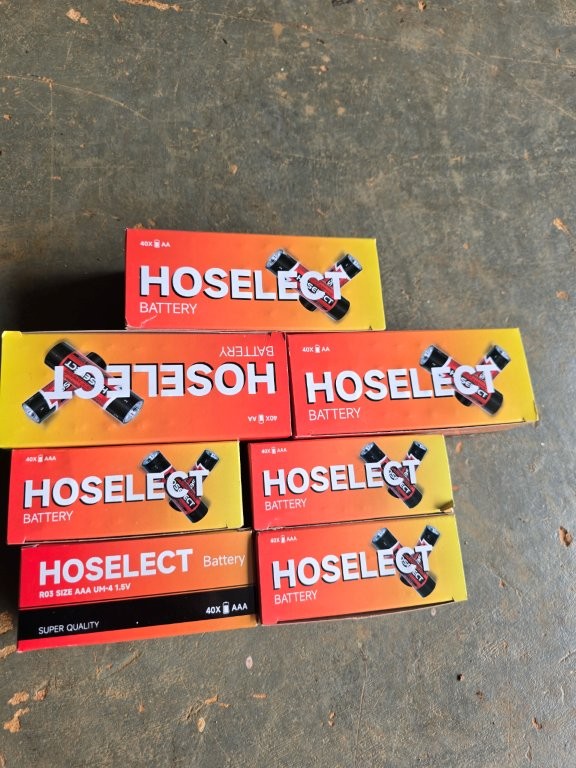 40X AA
HOSELECT
BATTERY
40X AA
HOSELECT
BATTERY
40X AA
HOSELECT
BATTERY
40X AAA
HOSELECT
BATTERY
40X AAA
HOSELECT
BATTERY
HOSELECT Battery
R03 SIZE AAA UM-4 1.5V
40X AAA
SUPER QUALITY
40X AAA
HOSELECT
BATTERY